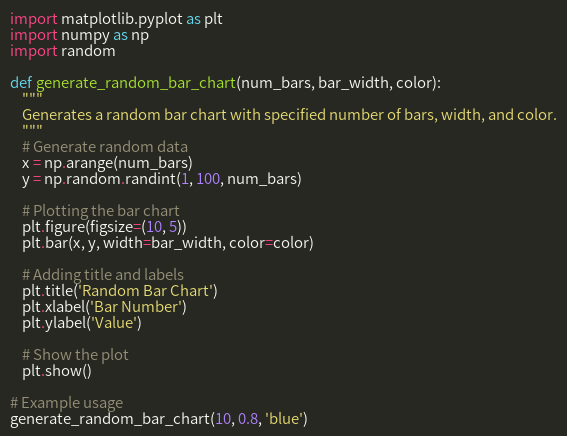 import matplotlib.pyplot as plt
import numpy as np
import random

def generate_random_bar_chart(num_bars, bar_width, color):
    """
    Generates a random bar chart with specified number of bars, width, and color.
    """
    # Generate random data
    x = np.arange(num_bars)
    y = np.random.randint(1, 100, num_bars)

    # Plotting the bar chart
    plt.figure(figsize=(10, 5))
    plt.bar(x, y, width=bar_width, color=color)

    # Adding title and labels
    plt.title('Random Bar Chart')
    plt.xlabel('Bar Number')
    plt.ylabel('Value')

    # Show the plot
    plt.show()

# Example usage
generate_random_bar_chart(10, 0.8, 'blue')